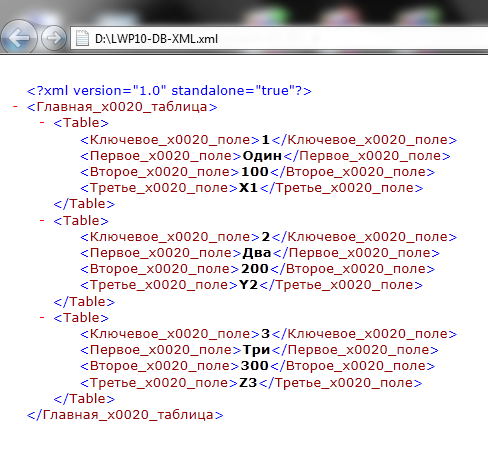 D:\LWP10-DB-XML.xml
<?xml version="1.0" standalone="true"?>
- <Главная_x0020_таблица>
- <Table>
<Ключевое_x0020_поле>1</Ключевое_x0020_поле>
<Первое_x0020_поле>Один</Первое_x0020_поле>
<Второе_x0020_поле>100</Второе_x0020_поле>
<Третье_x0020_поле>X1</Третье_x0020_поле>
</Table>
- <Table>
<Ключевое_x0020_поле>2</Ключевое_x0020_поле>
<Первое_x0020_поле>Два</Первое_x0020_поле>
<Второе_x0020_поле>200</Второе_x0020_поле>
<Третье_x0020_поле>Y2</Третье_x0020_поле>
</Table>
- <Table>
<Ключевое_x0020_поле>3</Ключевое_x0020_поле>
<Первое_x0020_поле>Три</Первое_x0020_поле>
<Второе_x0020_поле>300</Второе_x0020_поле>
<Третье_x0020_поле>Z3</Третье_x0020_поле>
</Table>
</Главная_x0020_таблица>